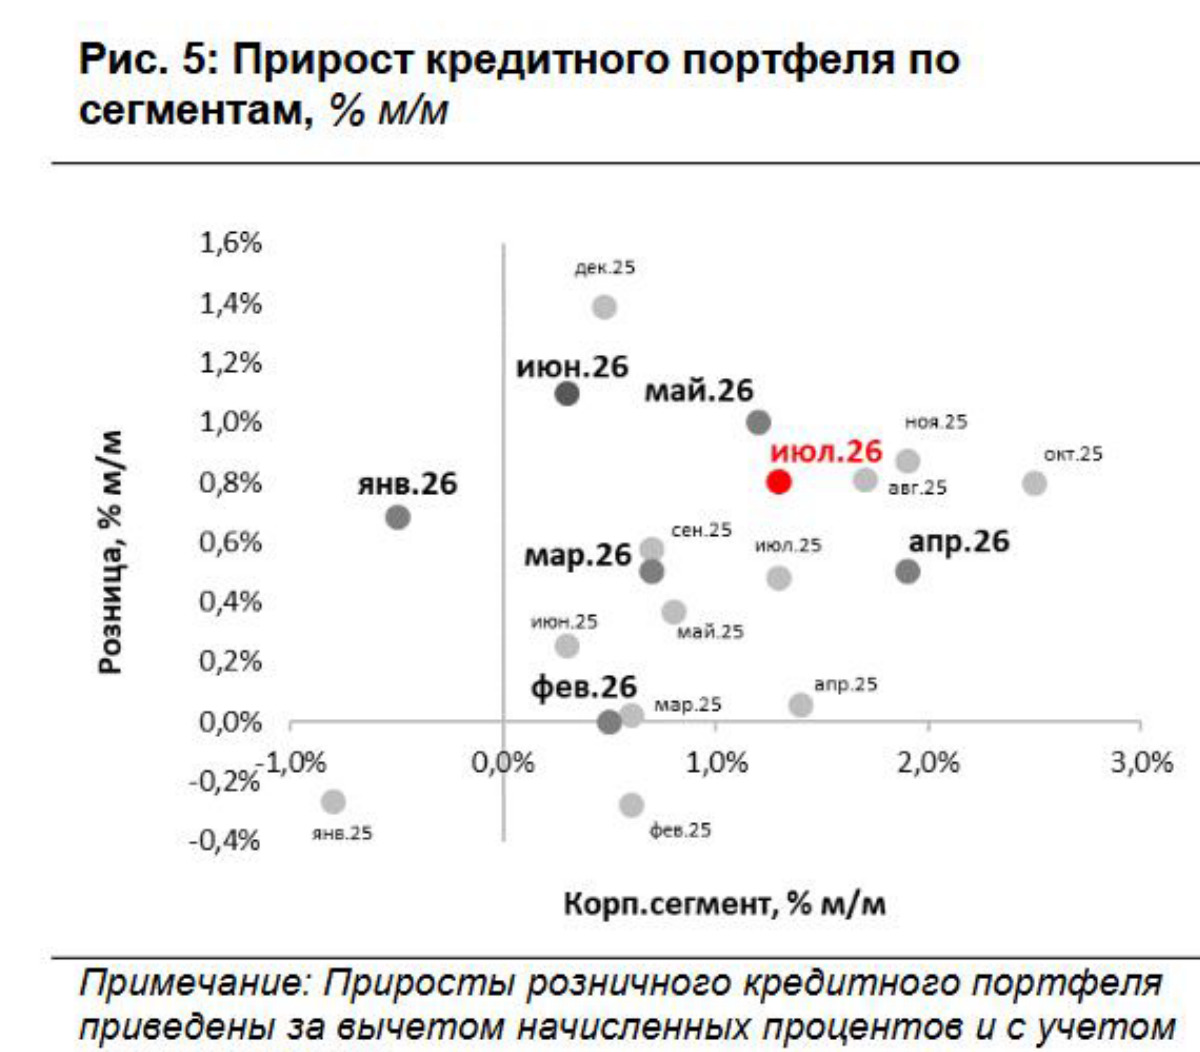 Рис. 5: Прирост кредитного портфеля по
сегментам, % м/м
1,6%
дек.25
1,4%
июн.26
1,2%
май.26
1,0%
ноя.25
июл.26
окт.25
янв.26
0,8%
авг.25
сен.25
0,6%
мар.26
июл.25
апр.26
0,4%
июн.25
май.25
0,2%
фев.26
мар.25
апр.25
0,0%
-1,0%
0,0%
1,0%
2,0%
3,0%
-0,2%
янв.25
фев.25
-0,4%
Розница, % м/м
Корп.сегмент, % м/м
Примечание: Приросты розничного кредитного портфеля
приведены за вычетом начисленных процентов и с учетом